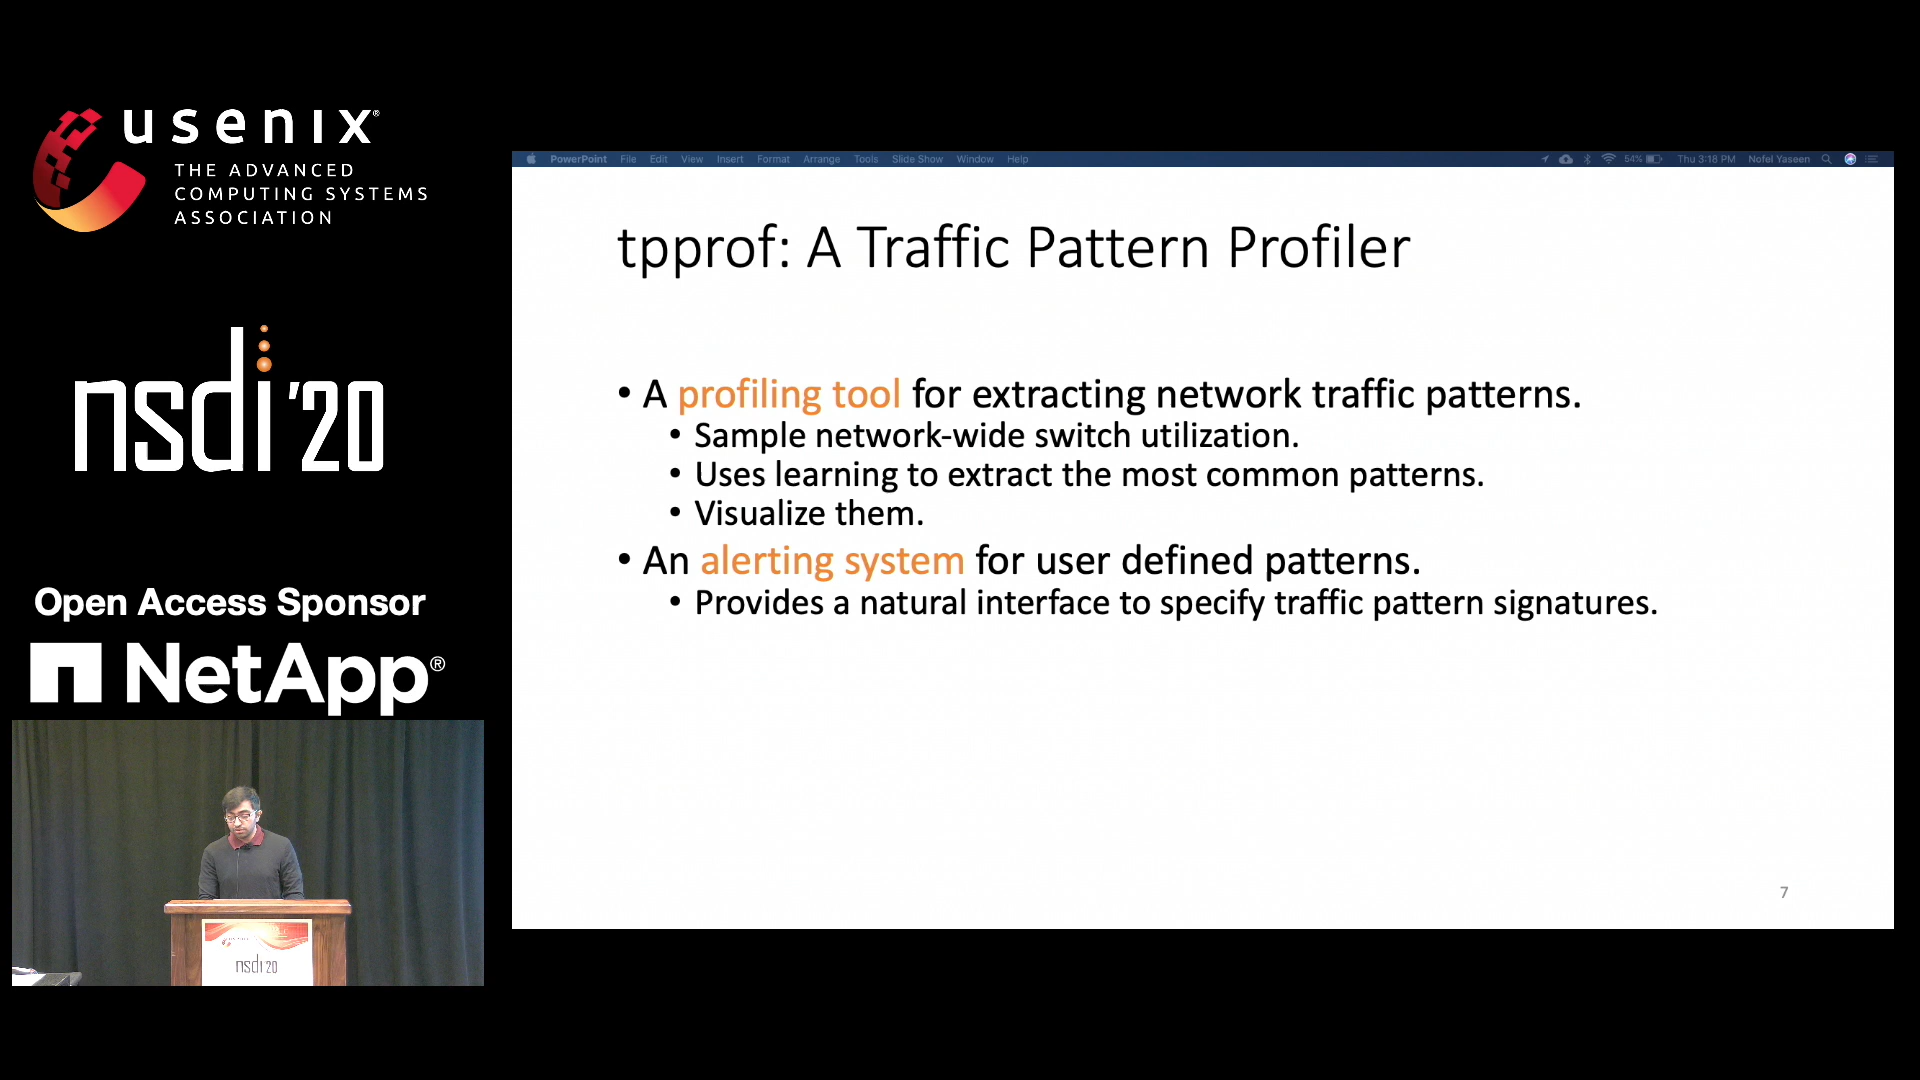 usenix®
THE ADVANCED
COMPUTING SYSTEMS
ASSOCIATION
nsdi '20
Open Access Sponsor
NetApp®
nsdi 20
PowerPoint File Edit View Insert Format Arrange Tools Slide Show Window Help 54% Thu 3:18 PM Nofel Yaseen
tpprof: A Traffic Pattern Profiler
• A profiling tool for extracting network traffic patterns.
• Sample network-wide switch utilization.
• Uses learning to extract the most common patterns.
• Visualize them.
• An alerting system for user defined patterns.
• Provides a natural interface to specify traffic pattern signatures.
7